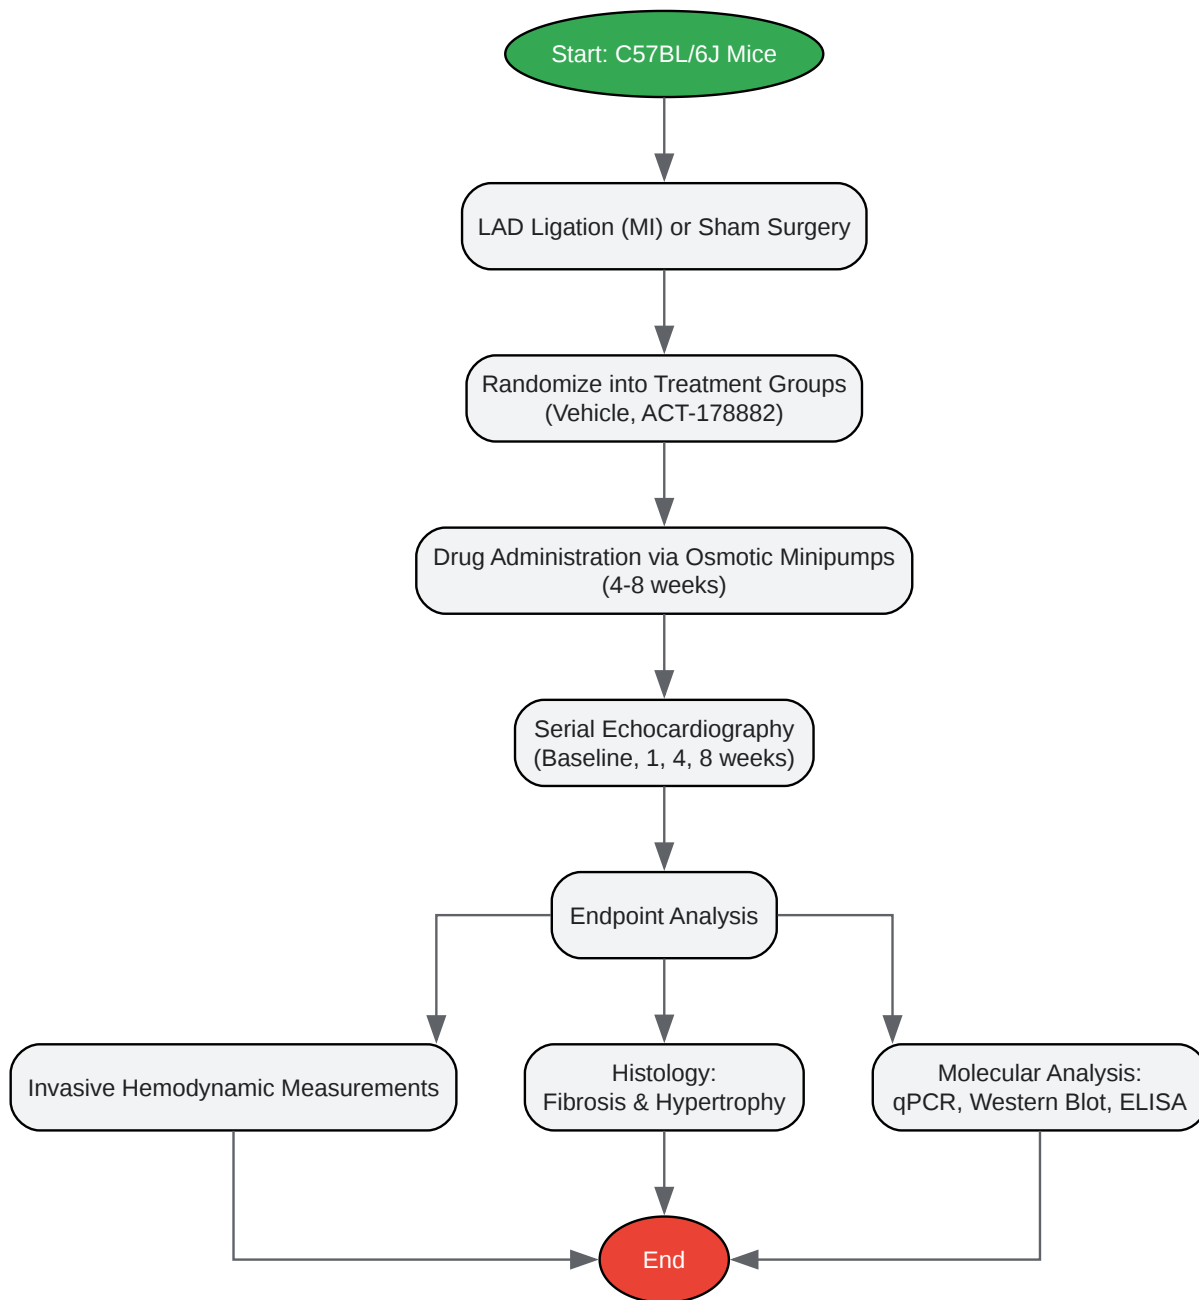 Start: C57BL/6J Mice
LAD Ligation (MI) or Sham Surgery
Randomize into Treatment Groups
(Vehicle, ACT-178882)
Drug Administration via Osmotic Minipumps
(4-8 weeks)
Serial Echocardiography
(Baseline, 1, 4, 8 weeks)
Endpoint Analysis
Invasive Hemodynamic Measurements
Histology:
Fibrosis & Hypertrophy
Molecular Analysis:
qPCR, Western Blot, ELISA
End